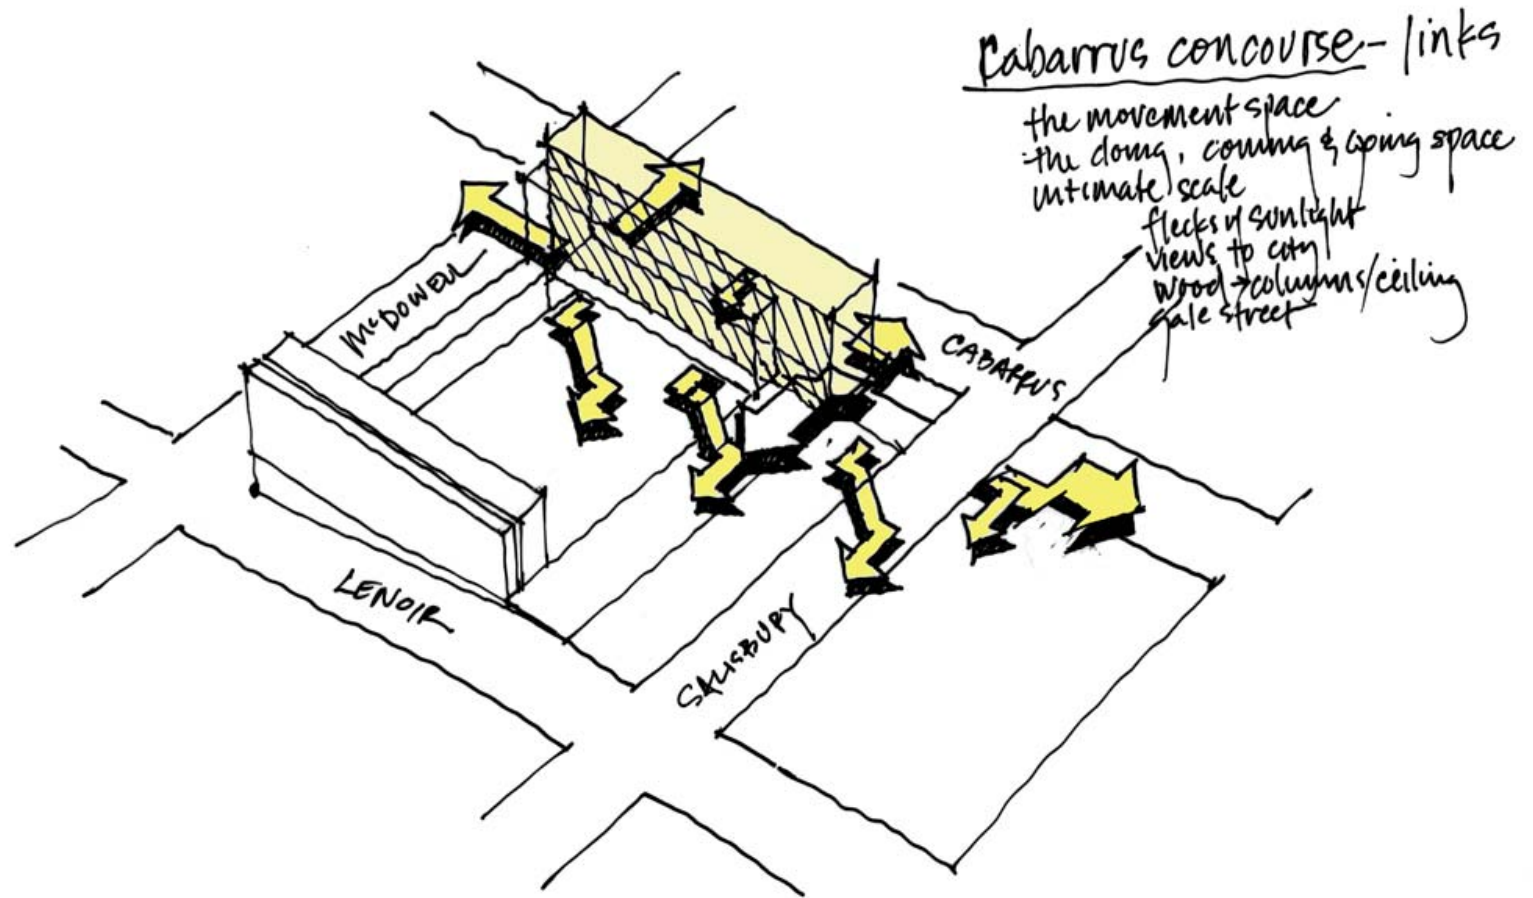 Cabarrus concourse - links
the movement space
the doing, coming & going space
intimate scale
flecks of sunlight
views to city
wood → columns/ceiling
gale street
McDOWELL
CABARRUS
LENOIR
SALISBURY